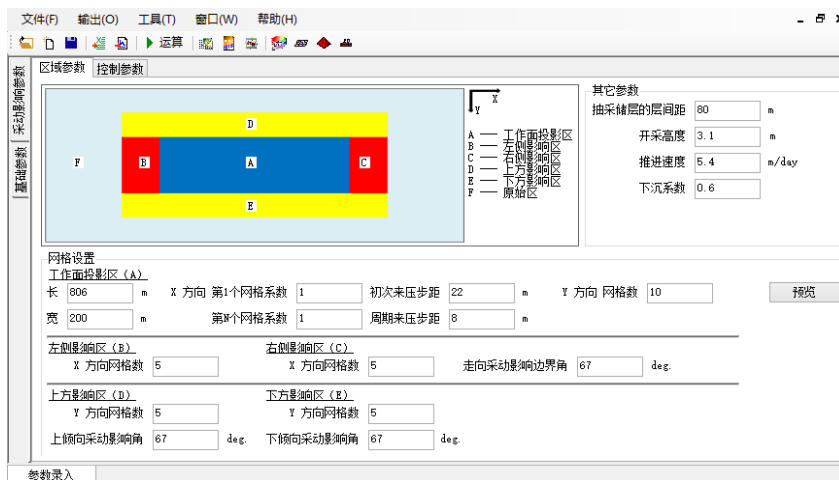 文件(F) 输出(O) 工具(T) 窗口(W) 帮助(H)
运算
采动影响参数
基础参数
区域参数 控制参数
D
F B A C
E
X
Y
A — 工作面投影区
B — 左侧影响区
C — 右侧影响区
D — 上方影响区
E — 下方影响区
F — 原始区
其它参数
抽采储层的层间距 80 m
开采高度 3.1 m
推进速度 5.4 m/day
下沉系数 0.6
网格设置
工作面投影区(A)
长 806 m X 方向 第1个网格系数 1 初次来压步距 22 m Y 方向 网格数 10 预览
宽 200 m 第N个网格系数 1 周期来压步距 8 m
左侧影响区(B) 右侧影响区(C)
X 方向网格数 5 X 方向网格数 5 走向采动影响边界角 67 deg.
上方影响区(D) 下方影响区(E)
Y 方向网格数 5 Y 方向网格数 5
上倾向采动影响角 67 deg. 下倾向采动影响角 67 deg.
参数录入